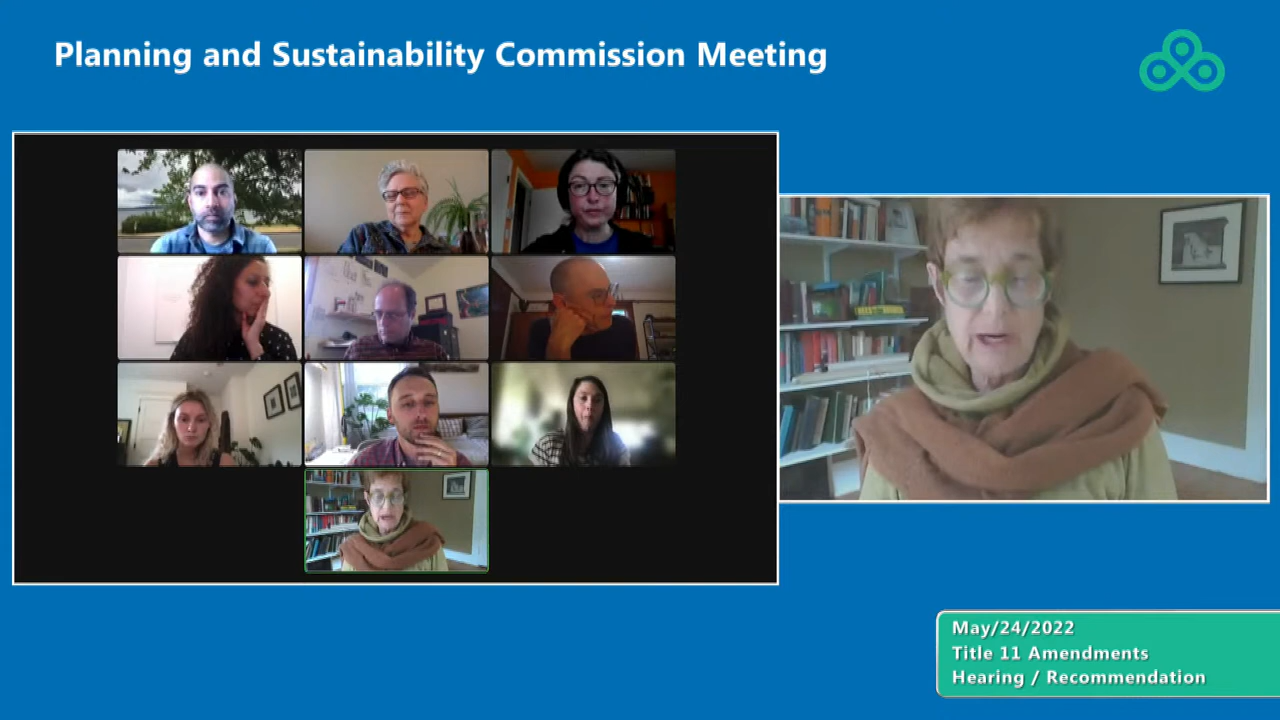 Planning and Sustainability Commission Meeting
May/24/2022
Title 11 Amendments
Hearing / Recommendation